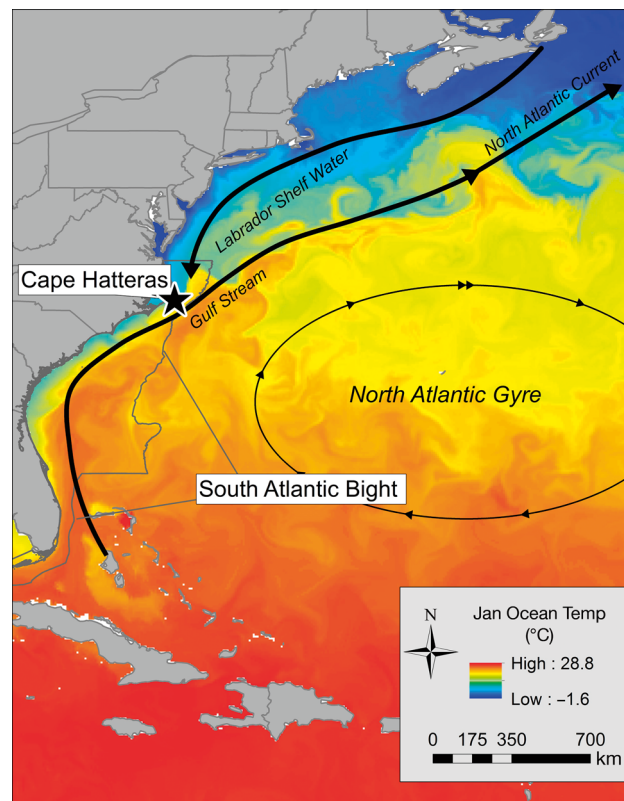 North Atlantic Current
Labrador Shelf Water
Cape Hatteras
Gulf Stream
North Atlantic Gyre
South Atlantic Bight
N
Jan Ocean Temp
(°C)
High : 28.8
Low : –1.6
0 175 350 700
km